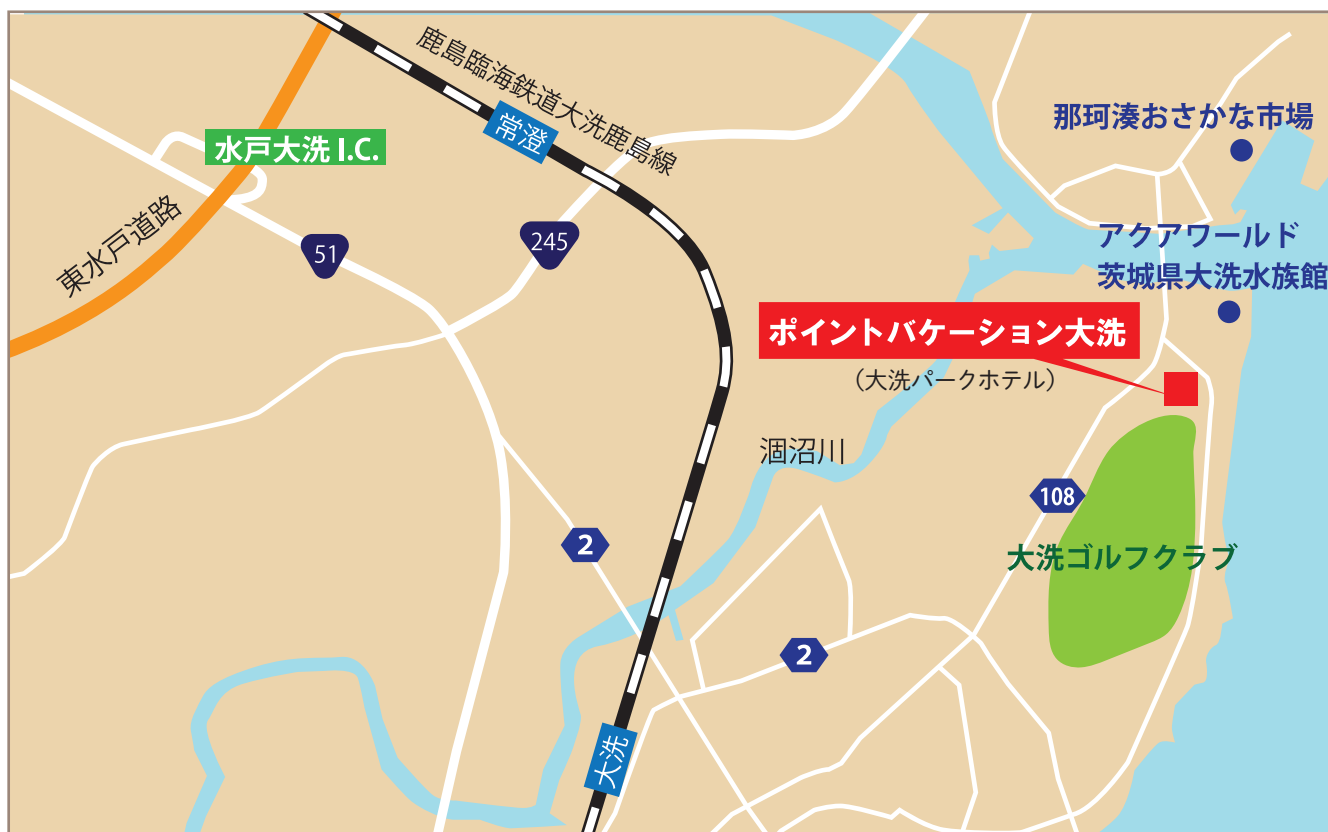 鹿島臨海鉄道大洗鹿島線
常澄
水戸大洗 I.C.
東水戸道路
51
245
那珂湊おさかな市場
アクアワールド
茨城県大洗水族館
ポイントバケーション大洗
（大洗パークホテル）
涸沼川
108
大洗ゴルフクラブ
2
2
大洗